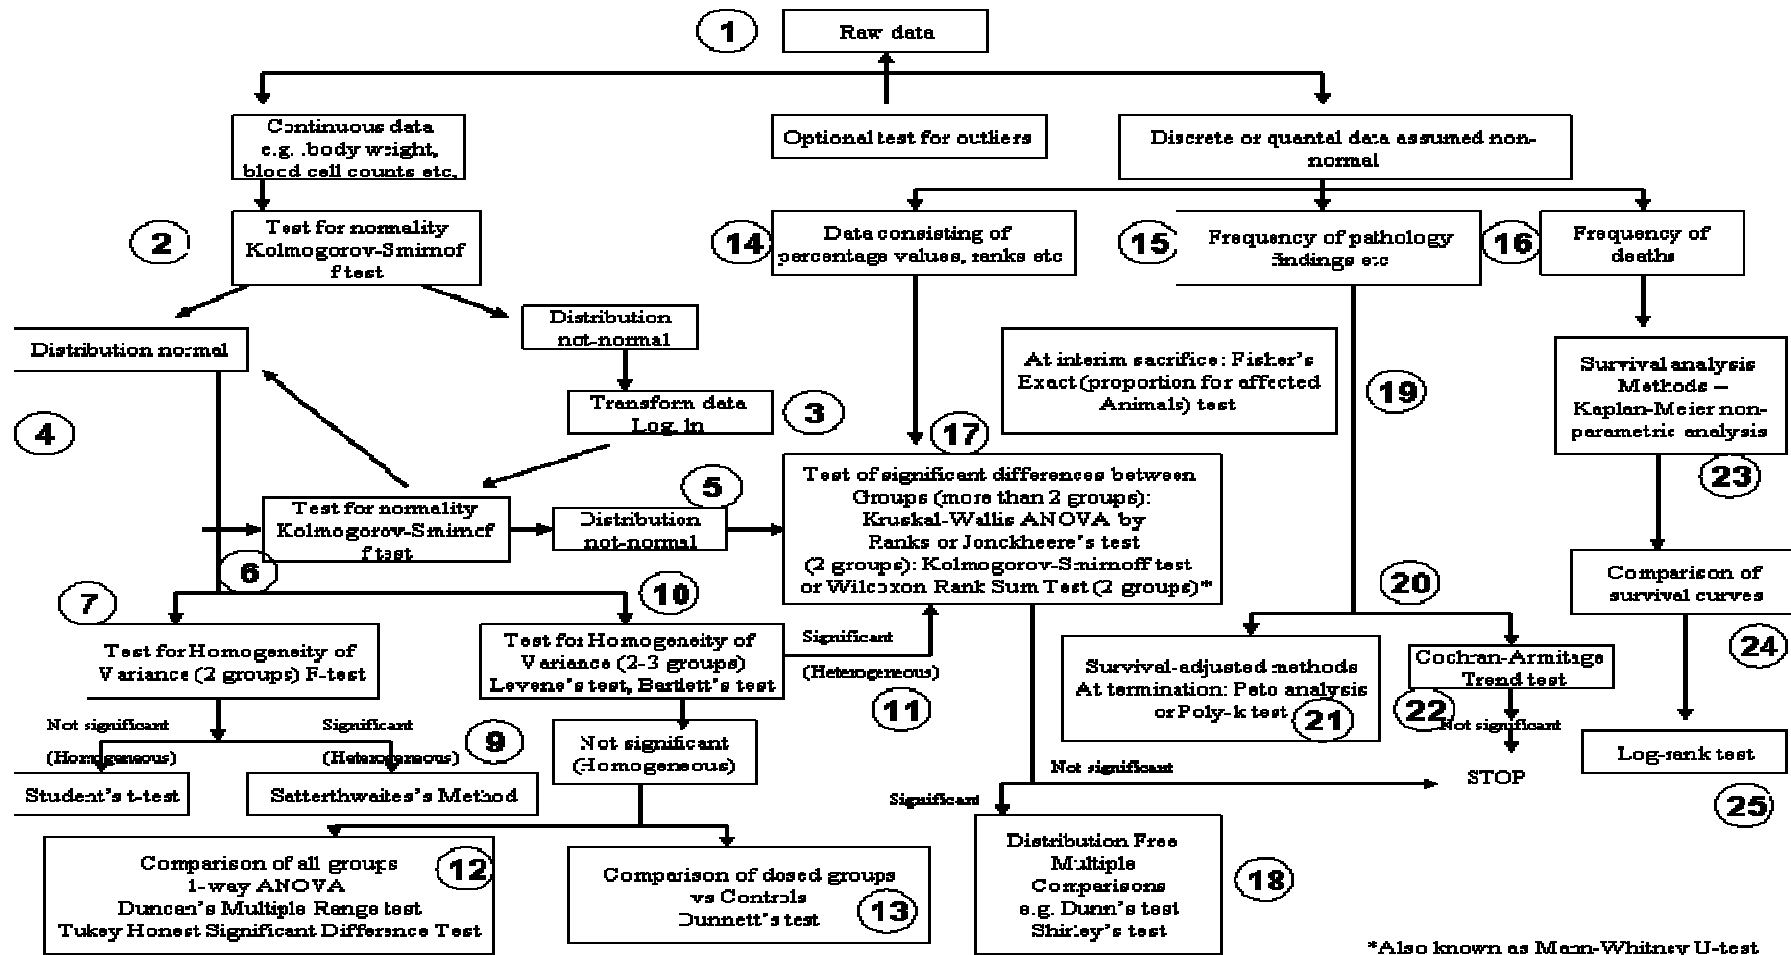 1
Raw data
Continuous data
e.g. .body weight,
blood cell counts etc.
Optional test for outliers
Discrete or quantal data assumed non-
normal
2
Test for normality
Kolmogorov-Smirnof
f test
14
Data consisting of
percentage values, ranks etc
15
Frequency of pathology
findings etc
16
Frequency of
deaths
Distribution normal
Distribution
not-normal
At interim sacrifice: Fisker's
Exact (proportion for affected
Animals) test
19
Survival analysis
Methods –
Kaplan-Meier non-
parametric analysis
4
Transform data
Log, ln
3
17
23
5
Test for normality
Kolmogorov-Smirnof
f test
Distribution
not-normal
Test of significant differences between
Groups (more than 2 groups):
Kruskal-Wallis ANOVA by
Ranks or Jonckheere's test
(2 groups): Kolmogorov-Smirnoff test
or Wilcoxon Rank Sum Test (2 groups)*
6
7
10
20
Comparison of
survival curves
24
Test for Homogeneity of
Variance (2 groups) F-test
Test for Homogeneity of
Variance (2-3 groups)
Levene's test, Bartlett's test
Significant
(Heterogeneous)
11
Survival-adjusted methods
At termination: Peto analysis
or Poly-k test
21
Cochran-Armitage
Trend test
22
Not significant
STOP
Log-rank test
25
Not significant
(Homogeneous)
Significant
(Heterogeneous)
9
Not significant
(Homogeneous)
Student's t-test
Satterthwaites's Method
Not significant
Significant
Comparison of all groups
1-way ANOVA
Duncan's Multiple Range test
Tukey Honest Significant Difference Test
12
Comparison of dosed groups
vs Controls
Dunnett's test
13
Distribution Free
Multiple
Comparisons
e.g. Dunn's test
Shirley's test
18
*Also known as Mann-Whitney U-test